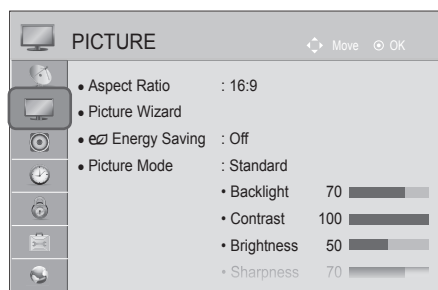 PICTURE Move OK
• Aspect Ratio : 16:9
• Picture Wizard
• Energy Saving : Off
• Picture Mode : Standard
• Backlight 70
• Contrast 100
• Brightness 50
• Sharpness 70